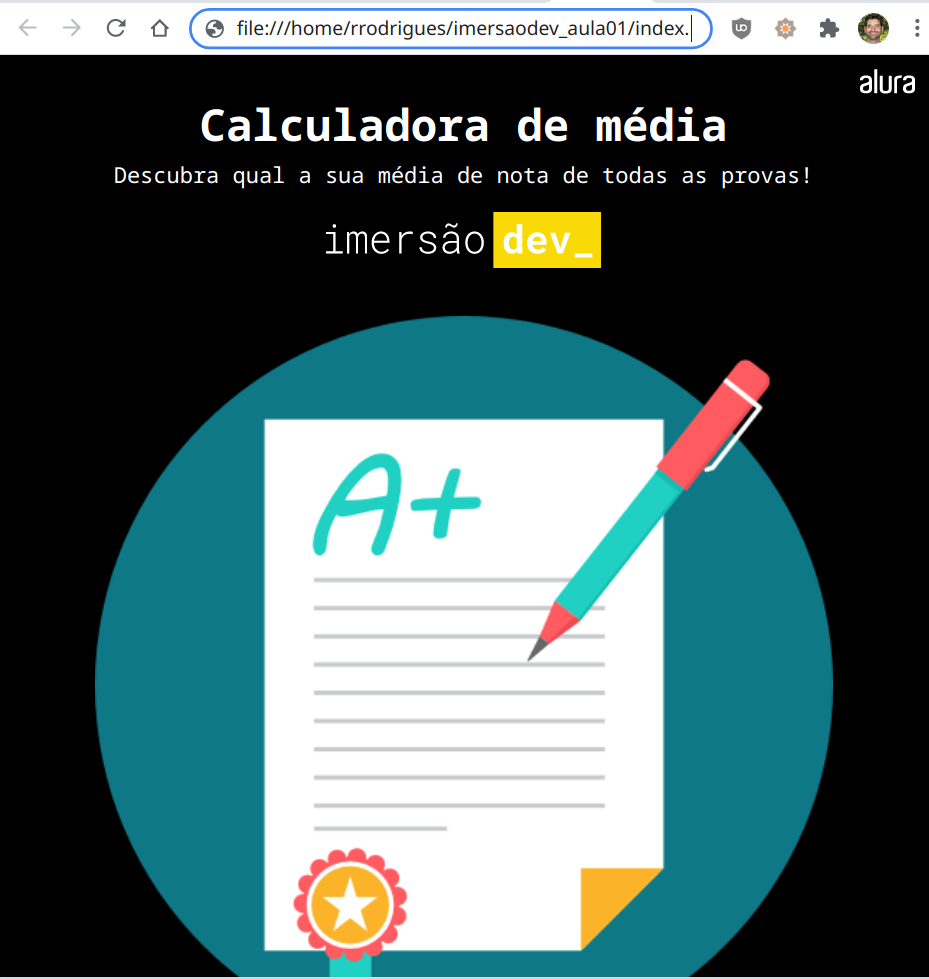 file:///home/rrodrigues/imersaodev_aula01/index.
alura
Calculadora de média
Descubra qual a sua média de nota de todas as provas!
imersão dev_
A+